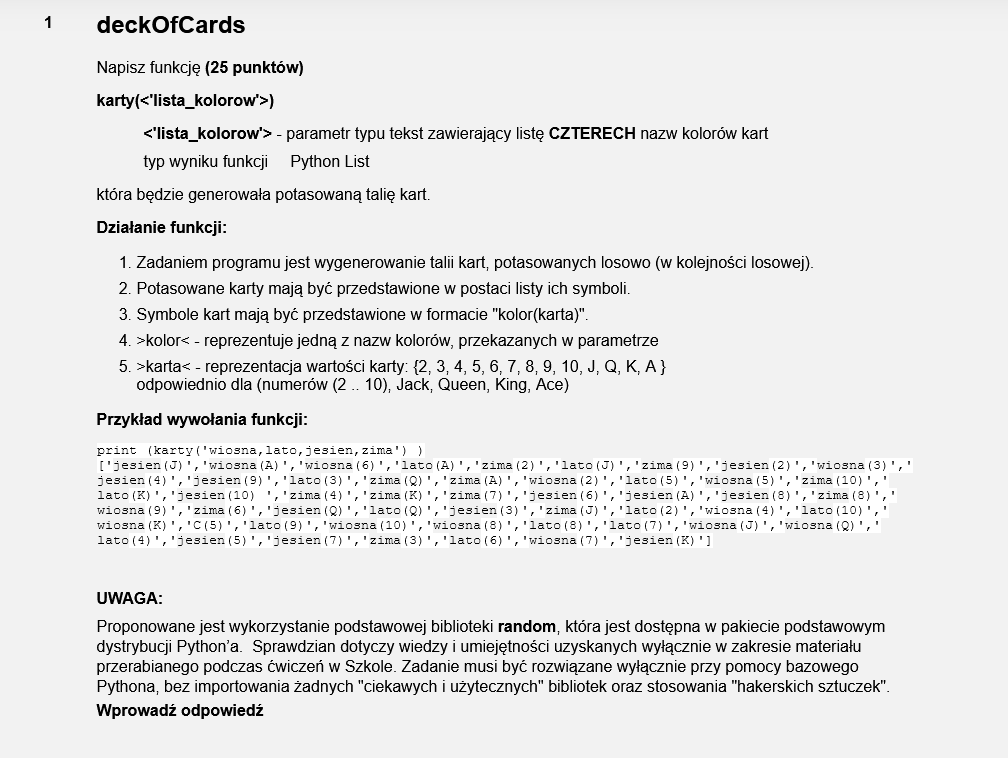 1
deckOfCards
Napisz funkcję (25 punktów)
karty(<'lista_kolorow'>)
<'lista_kolorow'> - parametr typu tekst zawierający listę CZTERECH nazw kolorów kart
typ wyniku funkcji Python List
która będzie generowała potasowaną talię kart.
Działanie funkcji:
1. Zadaniem programu jest wygenerowanie talii kart, potasowanych losowo (w kolejności losowej).
2. Potasowane karty mają być przedstawione w postaci listy ich symboli.
3. Symbole kart mają być przedstawione w formacie "kolor(karta)".
4. >kolor< - reprezentuje jedną z nazw kolorów, przekazanych w parametrze
5. >karta< - reprezentacja wartości karty: {2, 3, 4, 5, 6, 7, 8, 9, 10, J, Q, K, A }
odpowiednio dla (numerów (2 .. 10), Jack, Queen, King, Ace)
Przykład wywołania funkcji:
print (karty('wiosna,lato,jesien,zima') )
['jesien(J)','wiosna(A)','wiosna(6)','lato(A)','zima(2)','lato(J)','zima(9)','jesien(2)','wiosna(3)','
jesien(4)','jesien(9)','lato(3)','zima(Q)','zima(A)','wiosna(2)','lato(5)','wiosna(5)','zima(10)','
lato(K)','jesien(10) ','zima(4)','zima(K)','zima(7)','jesien(6)','jesien(A)','jesien(8)','zima(8)','
wiosna(9)','zima(6)','jesien(Q)','lato(Q)','jesien(3)','zima(J)','lato(2)','wiosna(4)','lato(10)','
wiosna(K)','C(5)','lato(9)','wiosna(10)','wiosna(8)','lato(8)','lato(7)','wiosna(J)','wiosna(Q)','
lato(4)','jesien(5)','jesien(7)','zima(3)','lato(6)','wiosna(7)','jesien(K)']
UWAGA:
Proponowane jest wykorzystanie podstawowej biblioteki random, która jest dostępna w pakiecie podstawowym
dystrybucji Python'a. Sprawdzian dotyczy wiedzy i umiejętności uzyskanych wyłącznie w zakresie materiału
przerabianego podczas ćwiczeń w Szkole. Zadanie musi być rozwiązane wyłącznie przy pomocy bazowego
Pythona, bez importowania żadnych "ciekawych i użytecznych" bibliotek oraz stosowania "hakerskich sztuczek".
Wprowadź odpowiedź